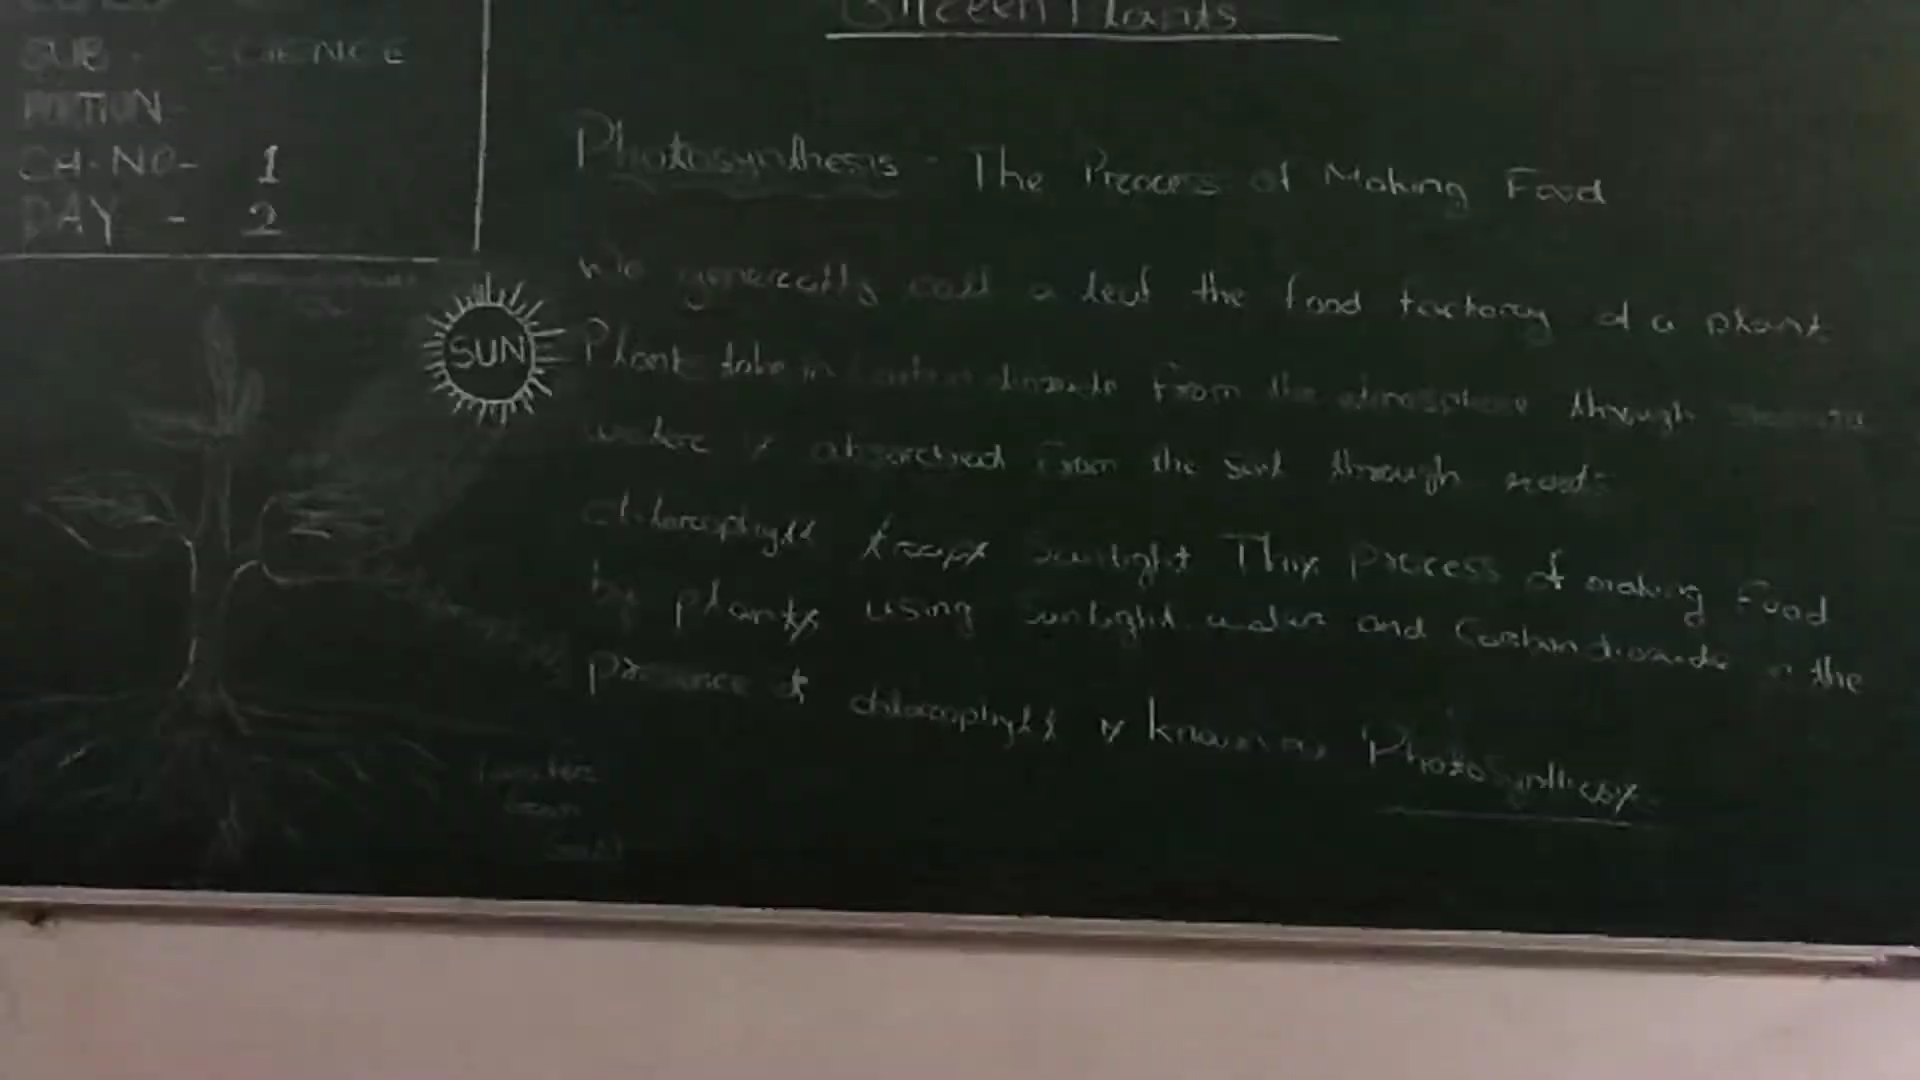 SUB - SCIENCE
CH-NO- 1
DAY - 2
Green Plants
Photosynthesis - The Process of Making Food
We generally call a leaf the food factory of a plant
Plants take in carbon dioxide from the atmosphere through
water is absorbed from the soil through roots
chlorophyll traps sunlight This process of making Food
by plants using sunlight water and Carbondioxide in the
presence of chlorophyll is known as Photosynthesis
SUN